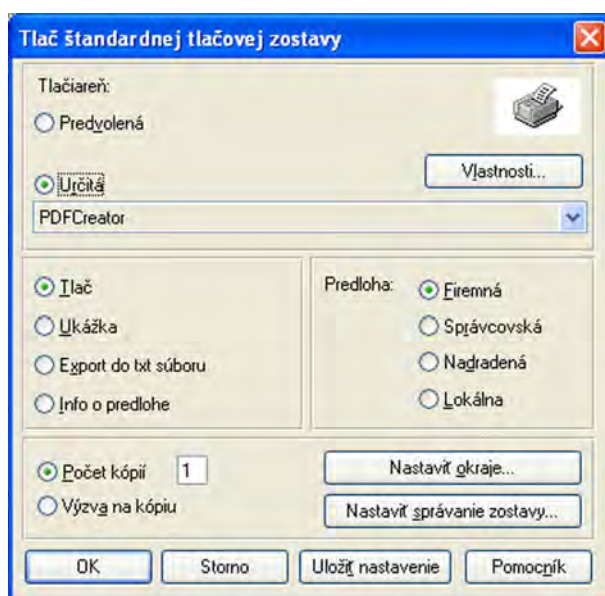 Tlač štandardnej tlačovej zostavy
Tlačiareň:
Predvolená
Vlastnosti...
Určitá
PDFCreator
Tlač
Ukážka
Export do txt súboru
Info o predlohe
Predloha:
Firemná
Správcovská
Nadradená
Lokálna
Počet kópií 1
Výzva na kópiu
Nastaviť okraje...
Nastaviť správanie zostavy...
OK Storno Uložiť nastavenie Pomocník